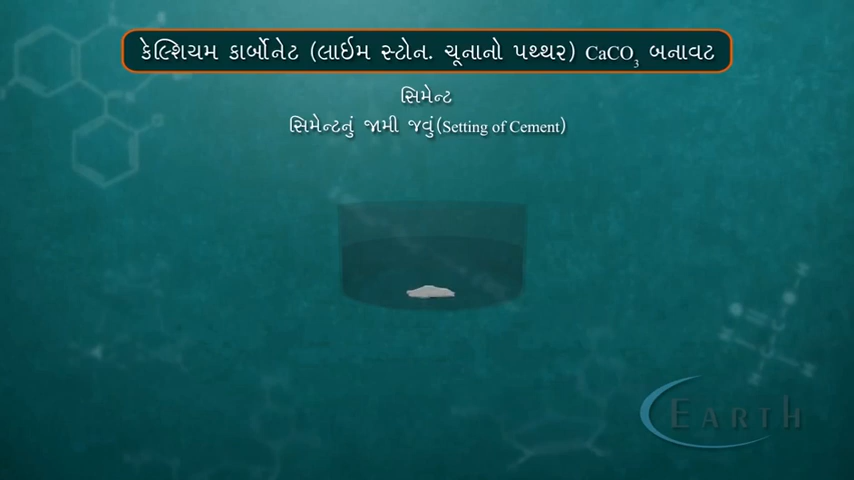 કેલ્શિયમ કાર્બોનેટ (લાઈમ સ્ટોન. ચૂનાનો પથ્થર) CaCO₃ બનાવટ
સિમેન્ટ
સિમેન્ટનું જામી જવું(Setting of Cement)
EARTH